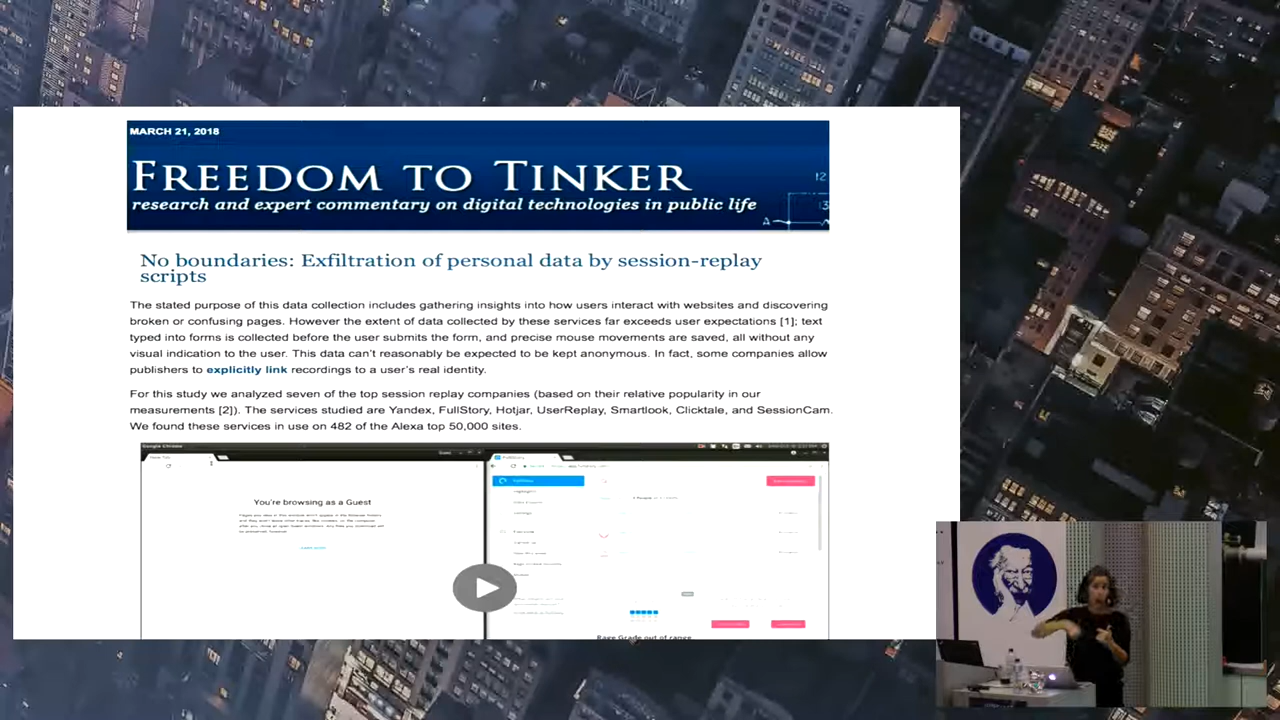 MARCH 21, 2018
FREEDOM TO TINKER
research and expert commentary on digital technologies in public life
12
No boundaries: Exfiltration of personal data by session-replay
scripts
The stated purpose of this data collection includes gathering insights into how users interact with websites and discovering
broken or confusing pages. However the extent of data collected by these services far exceeds user expectations [1]; text
typed into forms is collected before the user submits the form, and precise mouse movements are saved, all without any
visual indication to the user. This data can't reasonably be expected to be kept anonymous. In fact, some companies allow
publishers to explicitly link recordings to a user's real identity.
For this study we analyzed seven of the top session replay companies (based on their relative popularity in our
measurements [2]). The services studied are Yandex, FullStory, Hotjar, UserReplay, Smartlook, Clicktale, and SessionCam.
We found these services in use on 482 of the Alexa top 50,000 sites.
Google Chrome
You're browsing as a Guest
Rage Grade out of range